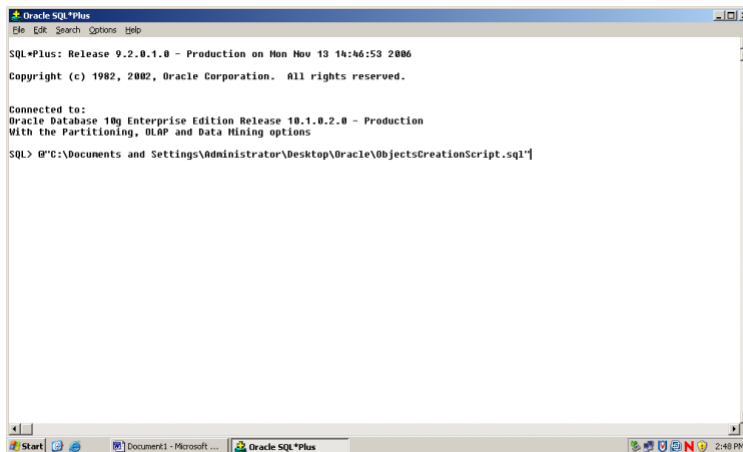 Oracle SQL*Plus
File Edit Search Options Help
SQL*Plus: Release 9.2.0.1.0 - Production on Mon Nov 13 14:46:53 2006
Copyright (c) 1982, 2002, Oracle Corporation.  All rights reserved.
Connected to:
Oracle Database 10g Enterprise Edition Release 10.1.0.2.0 - Production
With the Partitioning, OLAP and Data Mining options
SQL> @"C:\Documents and Settings\Administrator\Desktop\Oracle\ObjectsCreationScript.sql"
Start Document1 - Microsoft ... Oracle SQL*Plus N 2:48 PM